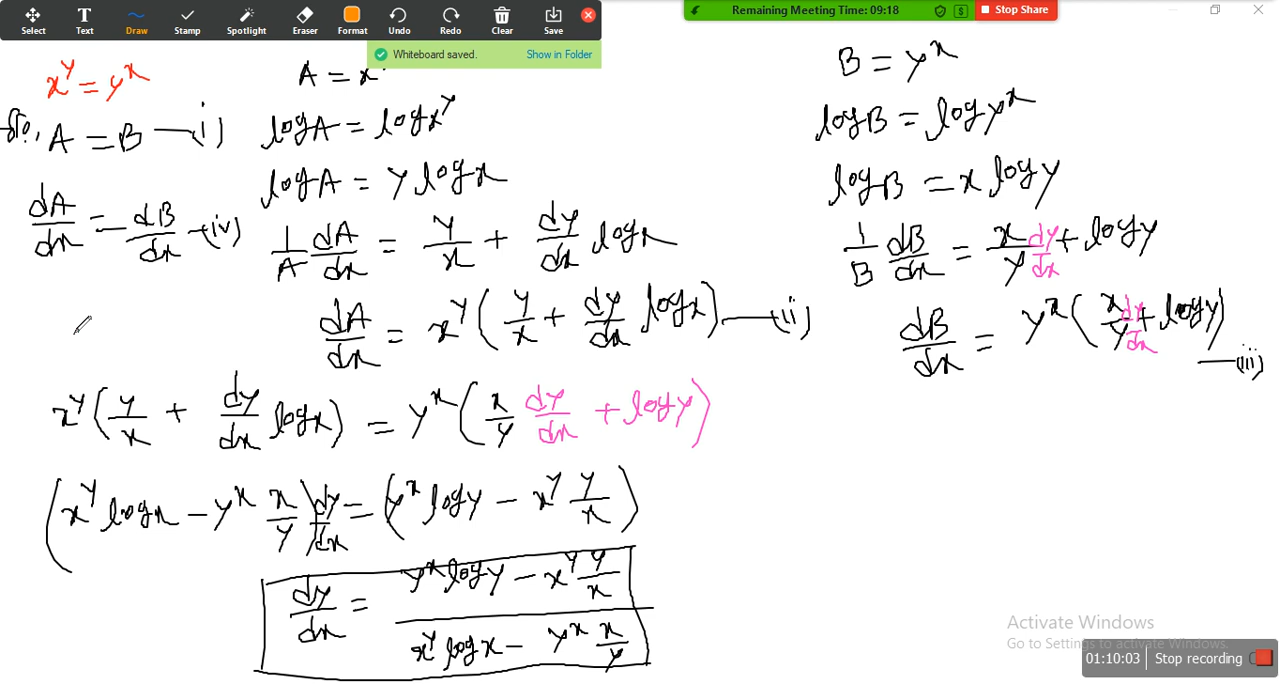 Select Text Draw Stamp Spotlight Eraser Format Undo Redo Clear Save
Remaining Meeting Time: 09:18 Stop Share
Whiteboard saved. Show in Folder
x^y = y^x
A = B —(i)
dA/dx = dB/dx —(iv)
A = x
log A = log x^y
log A = y log x
1/A dA/dx = y/x + dy/dx log x
dA/dx = x^y ( y/x + dy/dx log x ) —(ii)
B = y^x
log B = log y^x
log B = x log y
1/B dB/dx = x/y dy/dx + log y
dB/dx = y^x ( x/y dy/dx + log y )
—(iii)
x^y ( y/x + dy/dx log x ) = y^x ( x/y dy/dx + log y )
( x^y log x - y^x x/y ) dy/dx = ( y^x log y - x^y y/x )
dy/dx = (y^x log y - x^y y/x) / (x^y log x - y^x x/y)
Activate Windows
Go to Settings to activate Windows.
01:10:03 Stop recording